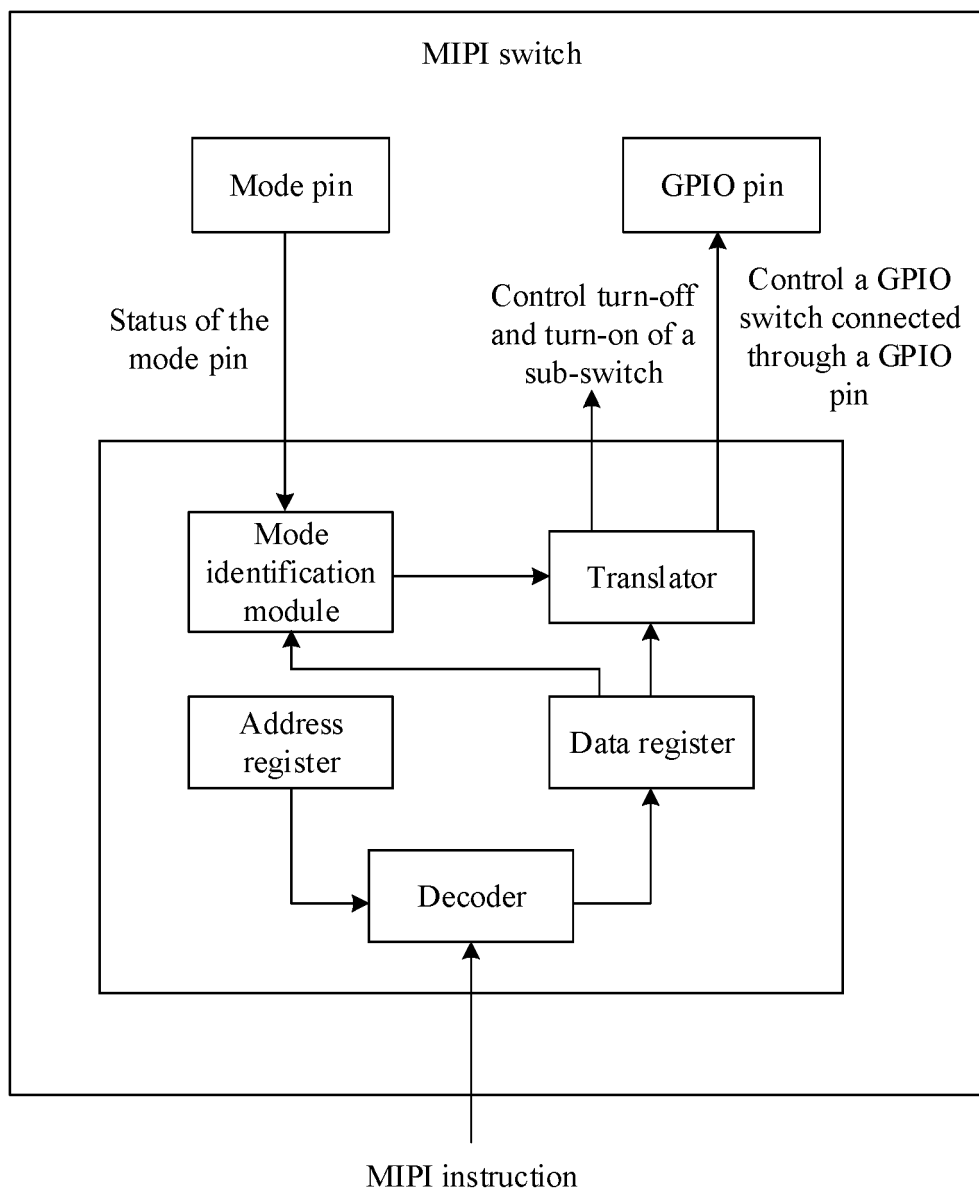 MIPI switch
Mode pin
GPIO pin
Status of the
mode pin
Control turn-off
and turn-on of a
sub-switch
Control a GPIO
switch connected
through a GPIO
pin
Mode
identification
module
Translator
Address
register
Data register
Decoder
MIPI instruction